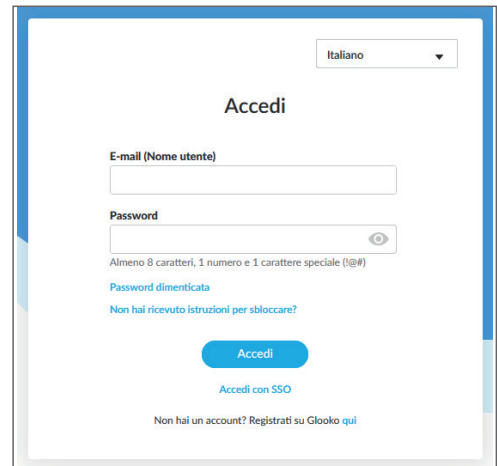 Italiano
Accedi
E-mail (Nome utente)
Password
Almeno 8 caratteri, 1 numero e 1 carattere speciale (!@#)
Password dimenticata
Non hai ricevuto istruzioni per sbloccare?
Accedi
Accedi con SSO
Non hai un account? Registrati su Glooko qui